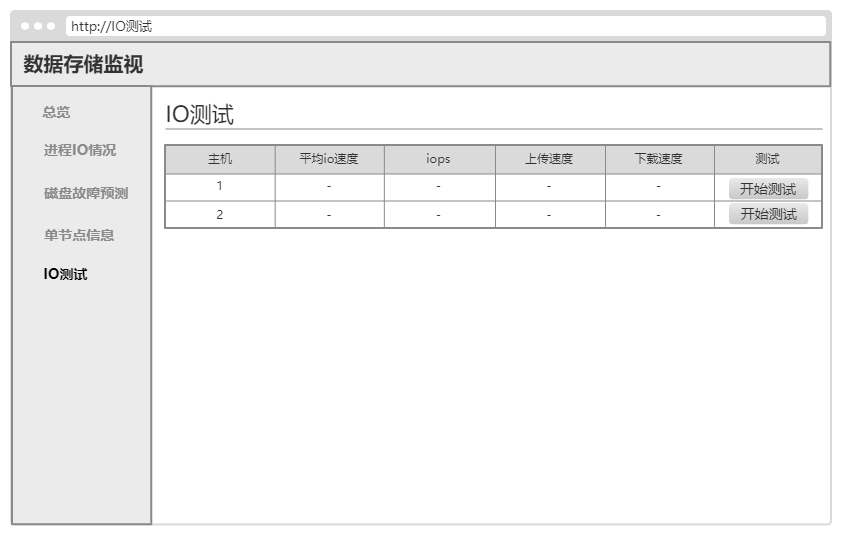 http://IO测试
数据存储监视
总览
进程IO情况
磁盘故障预测
单节点信息
IO测试
IO测试
主机 平均io速度 iops 上传速度 下载速度 测试
1 - - - - 开始测试
2 - - - - 开始测试